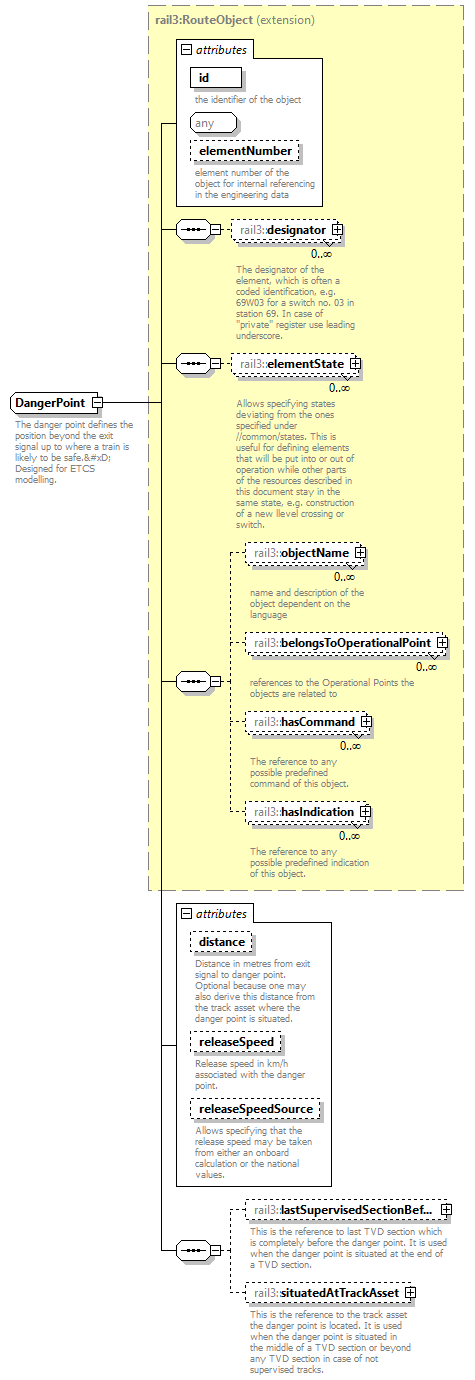 rail3:RouteObject (extension)
attributes
id
the identifier of the object
any
elementNumber
element number of the
object for internal referencing
in the engineering data
rail3:designator
0..∞
The designator of the
element, which is often a
coded identification, e.g.
69W03 for a switch no. 03 in
station 69. In case of
"private" register use leading
underscore.
rail3:elementState
0..∞
Allows specifying states
deviating from the ones
specified under
//common/states. This is
useful for defining elements
that will be put into or out of
operation while other parts
of the resources described in
this document stay in the
same state, e.g. construction
of a new llevel crossing or
switch.
DangerPoint
The danger point defines the
position beyond the exit
signal up to where a train is
likely to be safe.&#xD;
Designed for ETCS
modelling.
rail3:objectName
0..∞
name and description of the
object dependent on the
language
rail3:belongsToOperationalPoint
0..∞
references to the Operational Points the
objects are related to
rail3:hasCommand
0..∞
The reference to any
possible predefined
command of this object.
rail3:hasIndication
0..∞
The reference to any
possible predefined indication
of this object.
attributes
distance
Distance in metres from exit
signal to danger point.
Optional because one may
also derive this distance from
the track asset where the
danger point is situated.
releaseSpeed
Release speed in km/h
associated with the danger
point.
releaseSpeedSource
Allows specifying that the
release speed may be taken
from either an onboard
calculation or the national
values.
rail3:lastSupervisedSectionBef...
This is the reference to last TVD section which
is completely before the danger point. It is used
when the danger point is situated at the end of
a TVD section.
rail3:situatedAtTrackAsset
This is the reference to the track asset
the danger point is located. It is used
when the danger point is situated in
the middle of a TVD section or beyond
any TVD section in case of not
supervised tracks.